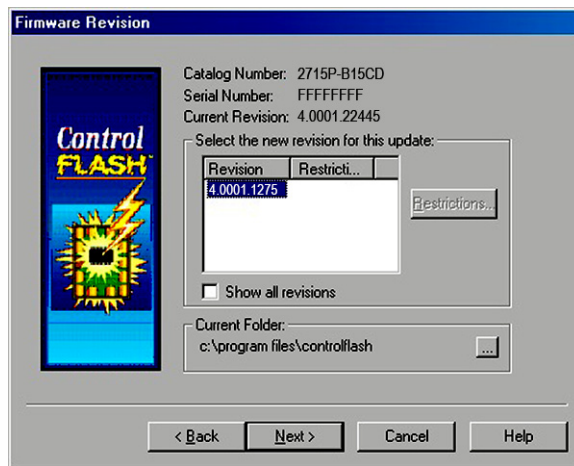 Firmware Revision
Control
FLASH
Catalog Number: 2715P-B15CD
Serial Number: FFFFFFFF
Current Revision: 4.0001.22445
Select the new revision for this update:
Revision Restricti...
4.0001.1275
Restrictions...
Show all revisions
Current Folder:
c:\program files\controlflash
...
< Back Next > Cancel Help